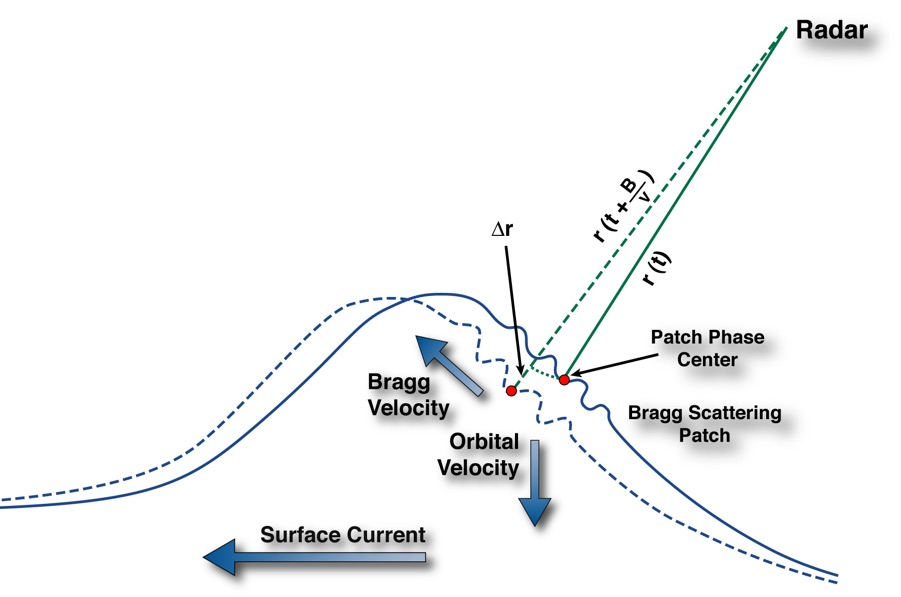 Radar
r (t + B/v)
r (t)
Δr
Patch Phase
Center
Bragg
Velocity
Bragg Scattering
Patch
Orbital
Velocity
Surface Current